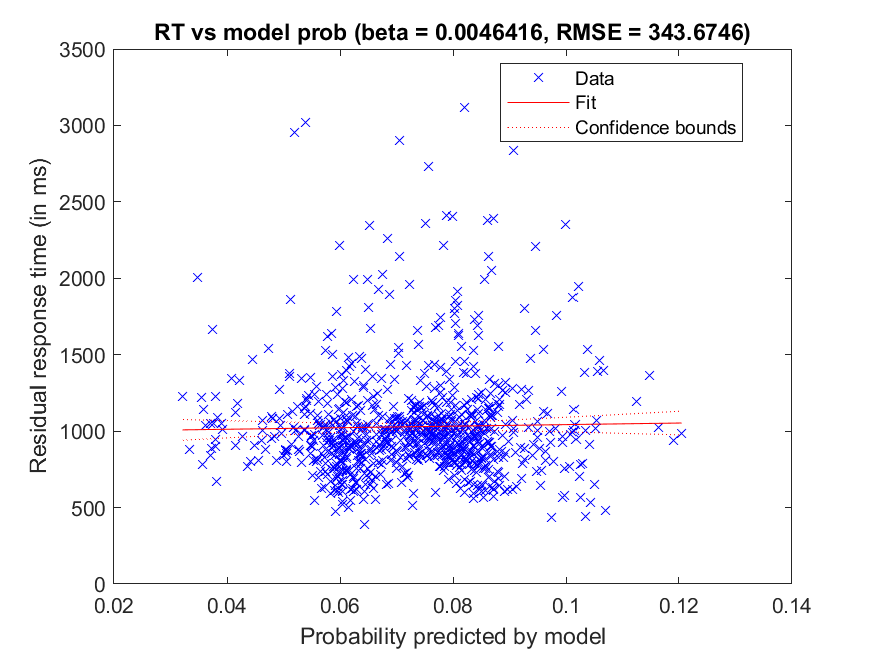 RT vs model prob (beta = 0.0046416, RMSE = 343.6746)
Data
Fit
Confidence bounds
Residual response time (in ms)
3500
3000
2500
2000
1500
1000
500
0
0.02 0.04 0.06 0.08 0.1 0.12 0.14
Probability predicted by model